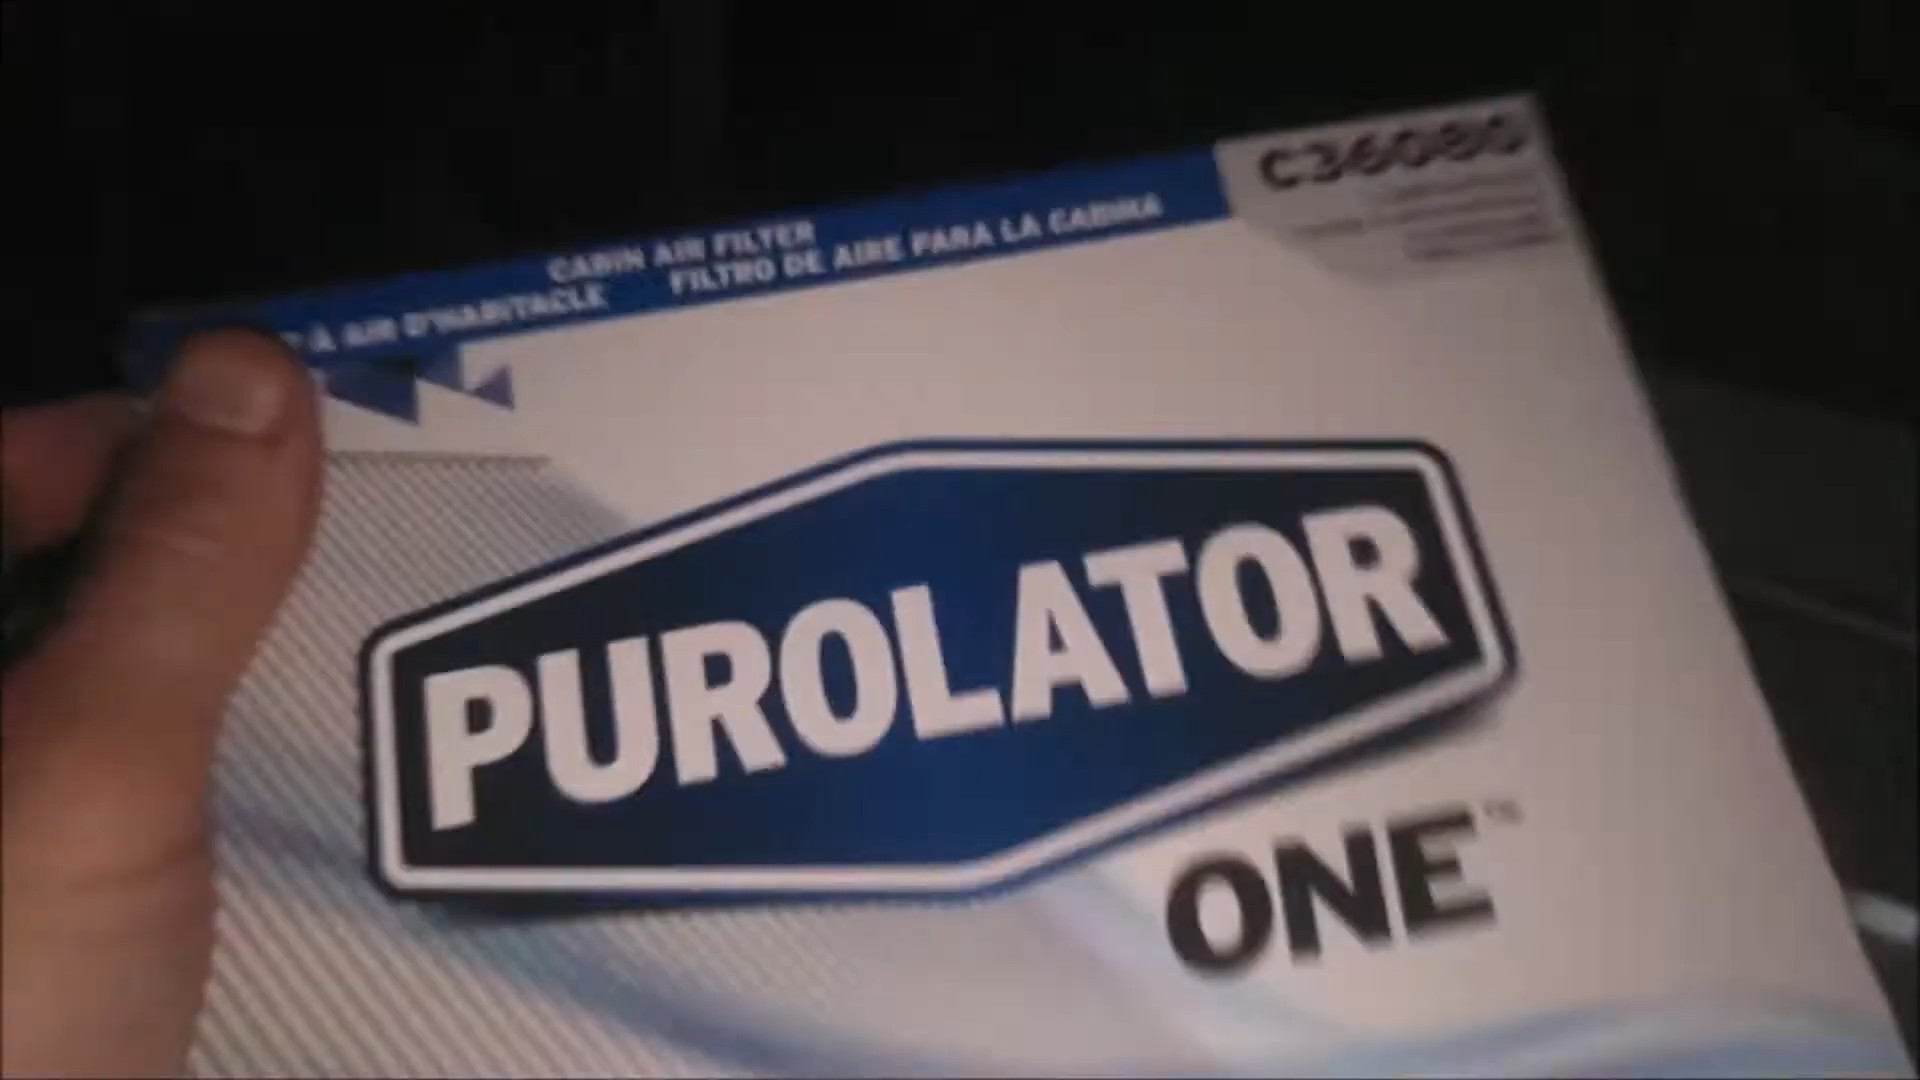 C36080
CABIN AIR FILTER
À AIR D'HABITACLE FILTRO DE AIRE PARA LA CABINA
PUROLATOR
ONE™